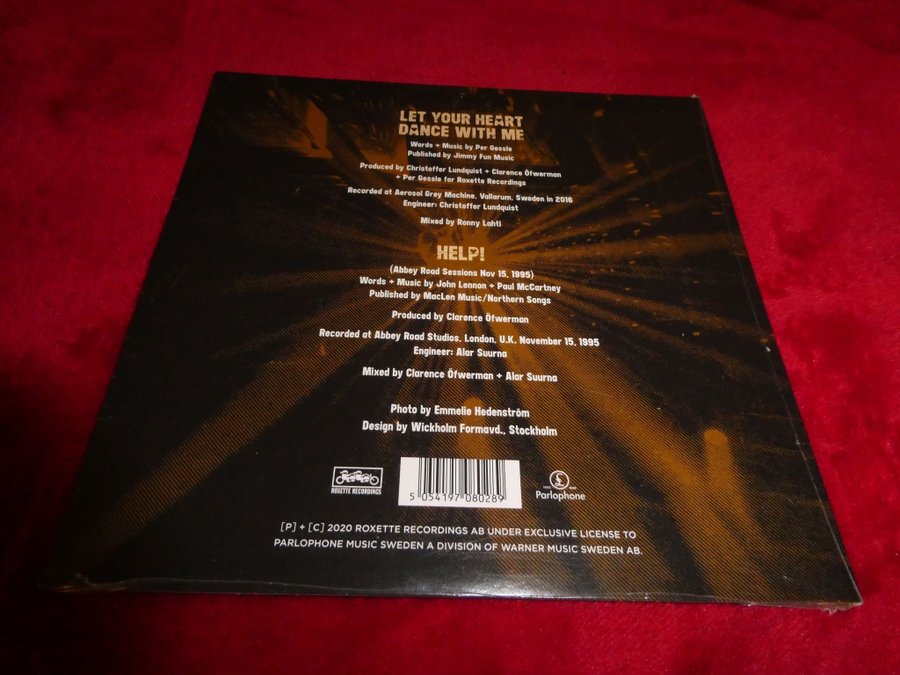 LET YOUR HEART
DANCE WITH ME
Words + Music by Per Gessle
Published by Jimmy Fun Music
Produced by Christoffer Lundquist + Clarence Öfwerman
+ Per Gessle for Roxette Recordings
Recorded at Aerosol Grey Machine, Vallarum, Sweden in 2016
Engineer: Christoffer Lundquist
Mixed by Ronny Lahti
HELP!
(Abbey Road Sessions Nov 15, 1995)
Words + Music by John Lennon + Paul McCartney
Published by MacLen Music/Northern Songs
Produced by Clarence Öfwerman
Recorded at Abbey Road Studios, London, U.K. November 15, 1995
Engineer: Alar Suurna
Mixed by Clarence Öfwerman + Alar Suurna
Photo by Emmelie Hedenström
Design by Wickholm Formavd., Stockholm
ROXETTE RECORDINGS
5 054197 080289
Parlophone
[P] + [C] 2020 ROXETTE RECORDINGS AB UNDER EXCLUSIVE LICENSE TO
PARLOPHONE MUSIC SWEDEN A DIVISION OF WARNER MUSIC SWEDEN AB.